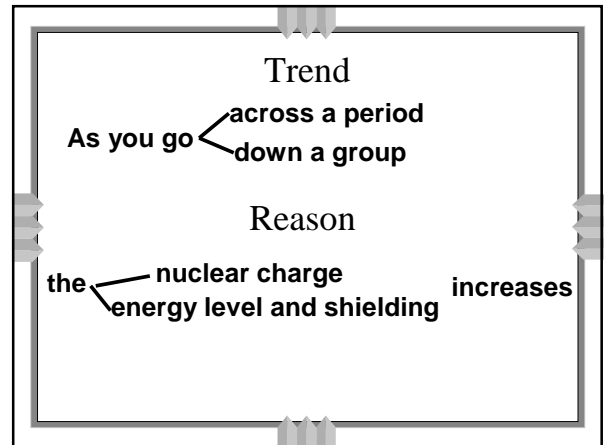 Trend
across a period
As you go
down a group
Reason
nuclear charge
the
increases
energy level and shielding